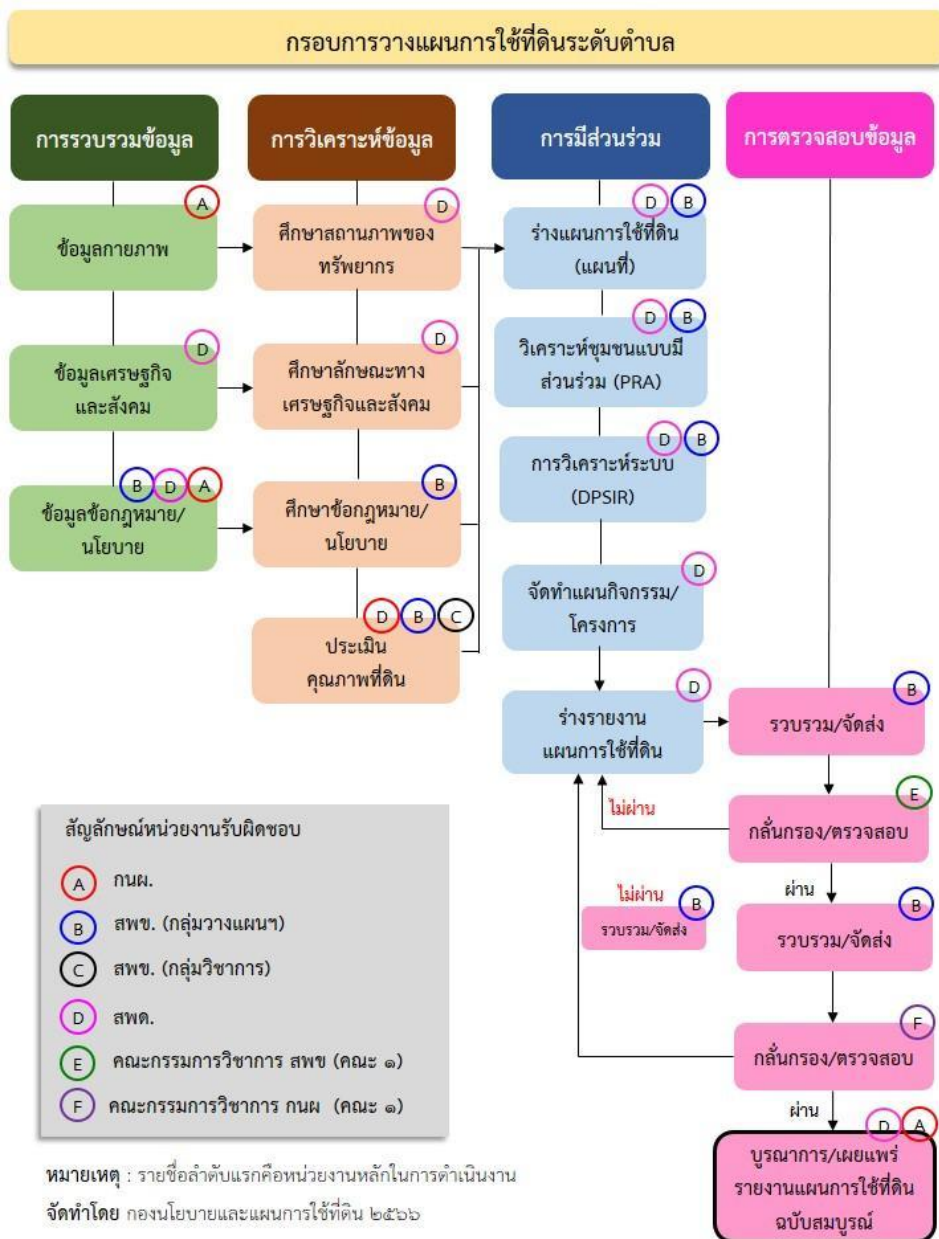 กรอบการวางแผนการใช้ที่ดินระดับตำบล
การรวบรวมข้อมูล
A
ข้อมูลกายภาพ
D
ข้อมูลเศรษฐกิจ
และสังคม
B D A
ข้อมูลข้อกฎหมาย/
นโยบาย
การวิเคราะห์ข้อมูล
D
ศึกษาสถานภาพของ
ทรัพยากร
D
ศึกษาลักษณะทาง
เศรษฐกิจและสังคม
B
ศึกษาข้อกฎหมาย/
นโยบาย
D B C
ประเมิน
คุณภาพที่ดิน
การมีส่วนร่วม
D B
ร่างแผนการใช้ที่ดิน
(แผนที่)
D B
วิเคราะห์ชุมชนแบบมี
ส่วนร่วม (PRA)
D B
การวิเคราะห์ระบบ
(DPSIR)
D
จัดทำแผนกิจกรรม/
โครงการ
D
ร่างรายงาน
แผนการใช้ที่ดิน
การตรวจสอบข้อมูล
B
รวบรวม/จัดส่ง
E
กลั่นกรอง/ตรวจสอบ
ไม่ผ่าน
ผ่าน
B
รวบรวม/จัดส่ง
ไม่ผ่าน
B
รวบรวม/จัดส่ง
F
กลั่นกรอง/ตรวจสอบ
ผ่าน
D A
บูรณาการ/เผยแพร่
รายงานแผนการใช้ที่ดิน
ฉบับสมบูรณ์
สัญลักษณ์หน่วยงานรับผิดชอบ
A กนผ.
B สพข. (กลุ่มวางแผนฯ)
C สพข. (กลุ่มวิชาการ)
D สพด.
E คณะกรรมการวิชาการ สพข (คณะ ๑)
F คณะกรรมการวิชาการ กนผ (คณะ ๑)
หมายเหตุ : รายชื่อลำดับแรกคือหน่วยงานหลักในการดำเนินงาน
จัดทำโดย กองนโยบายและแผนการใช้ที่ดิน ๒๕๖๖